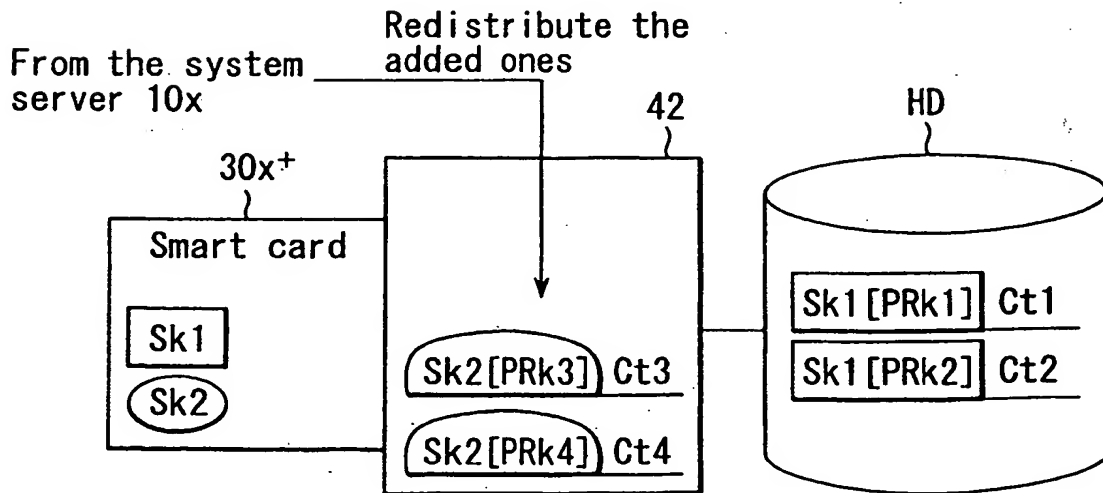 Redistribute the
added ones
From the system
server 10x
42
HD
30x+
Smart card
Sk1
Sk2
Sk2[PRk3] Ct3
Sk2[PRk4] Ct4
Sk1[PRk1] Ct1
Sk1[PRk2] Ct2